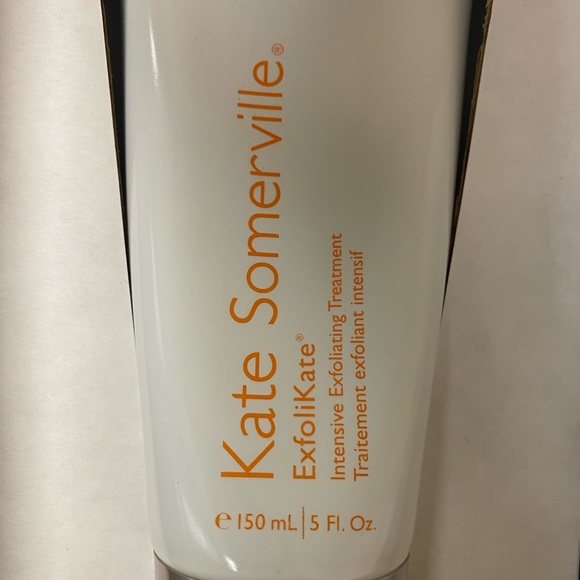 Kate Somerville®
ExfoliKate®
Intensive Exfoliating Treatment
Traitement exfoliant intensif
℮ 150 mL | 5 Fl. Oz.